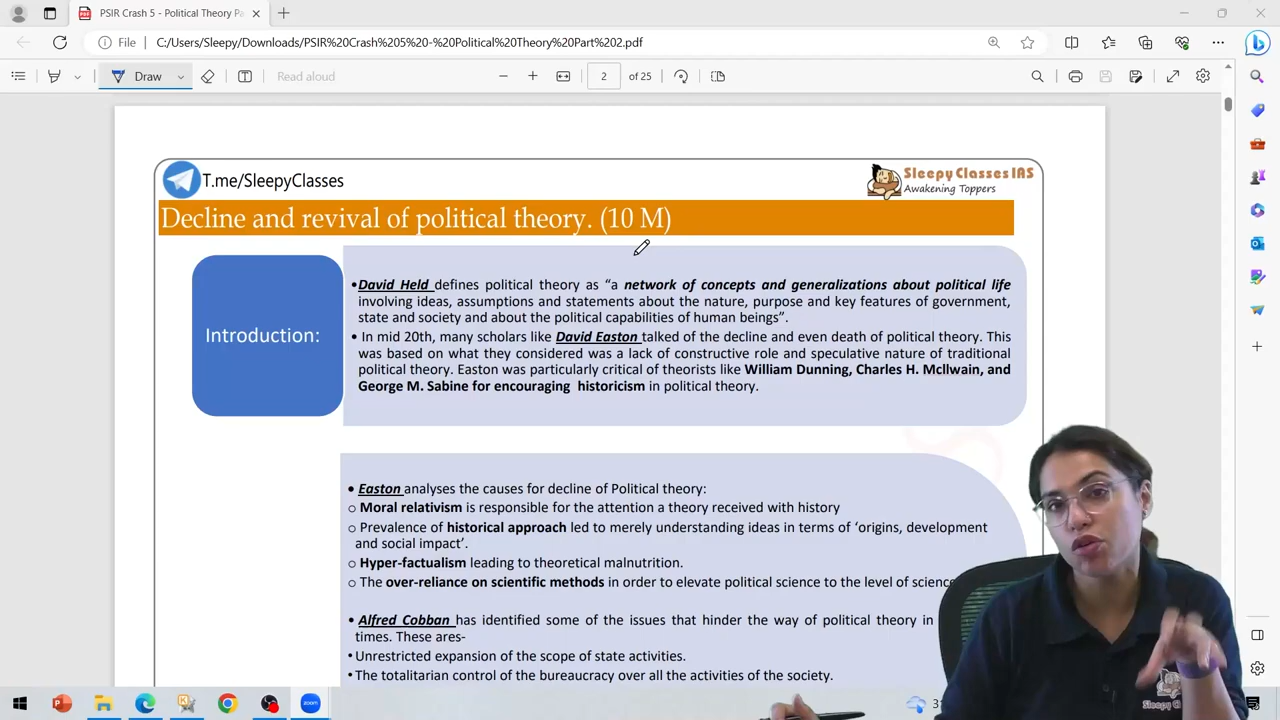 PSIR Crash 5 - Political Theory Pa
File
C:/Users/Sleepy/Downloads/PSIR%20Crash%205%20-%20Political%20Theory%20Part%202.pdf
Draw
Read aloud
2
of 25
T.me/SleepyClasses
Sleepy Classes IAS
Awakening Toppers
Decline and revival of political theory. (10 M)
Introduction:
•David Held defines political theory as “a network of concepts and generalizations about political life
involving ideas, assumptions and statements about the nature, purpose and key features of government,
state and society and about the political capabilities of human beings”.
• In mid 20th, many scholars like David Easton talked of the decline and even death of political theory. This
was based on what they considered was a lack of constructive role and speculative nature of traditional
political theory. Easton was particularly critical of theorists like William Dunning, Charles H. McIlwain, and
George M. Sabine for encouraging historicism in political theory.
• Easton analyses the causes for decline of Political theory:
o Moral relativism is responsible for the attention a theory received with history
o Prevalence of historical approach led to merely understanding ideas in terms of ‘origins, development
and social impact’.
o Hyper-factualism leading to theoretical malnutrition.
o The over-reliance on scientific methods in order to elevate political science to the level of science
• Alfred Cobban has identified some of the issues that hinder the way of political theory in
times. These ares-
• Unrestricted expansion of the scope of state activities.
• The totalitarian control of the bureaucracy over all the activities of the society.